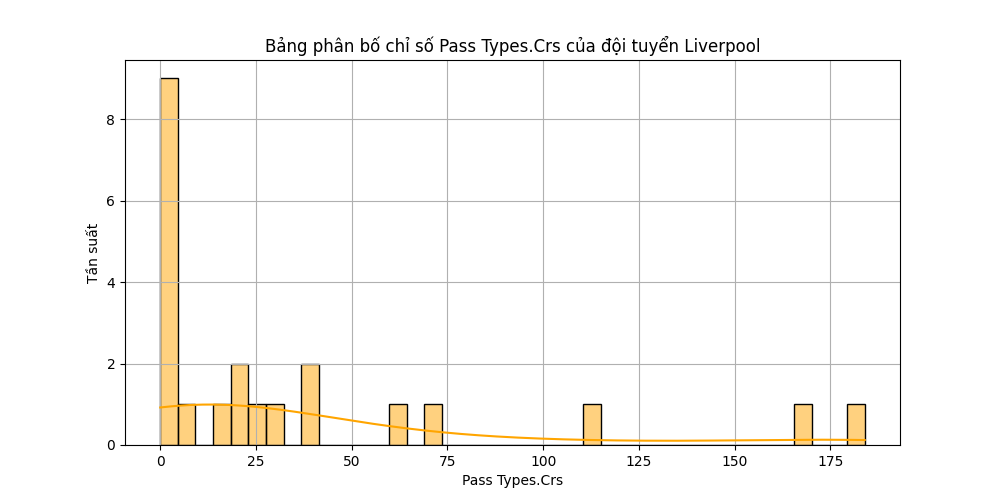 Bảng phân bố chỉ số Pass Types.Crs của đội tuyển Liverpool
Tần suất
8
6
4
2
0
0 25 50 75 100 125 150 175
Pass Types.Crs